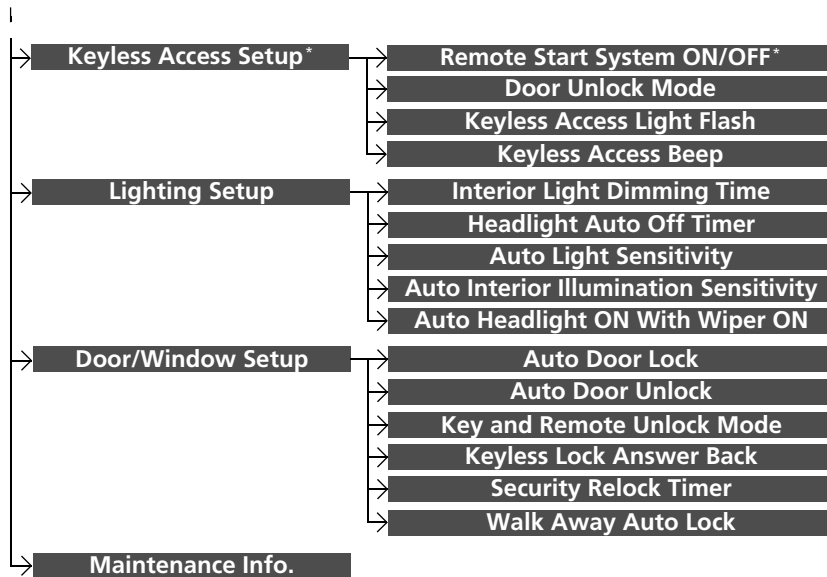 Keyless Access Setup*
Remote Start System ON/OFF*
Door Unlock Mode
Keyless Access Light Flash
Keyless Access Beep
Lighting Setup
Interior Light Dimming Time
Headlight Auto Off Timer
Auto Light Sensitivity
Auto Interior Illumination Sensitivity
Auto Headlight ON With Wiper ON
Door/Window Setup
Auto Door Lock
Auto Door Unlock
Key and Remote Unlock Mode
Keyless Lock Answer Back
Security Relock Timer
Walk Away Auto Lock
Maintenance Info.